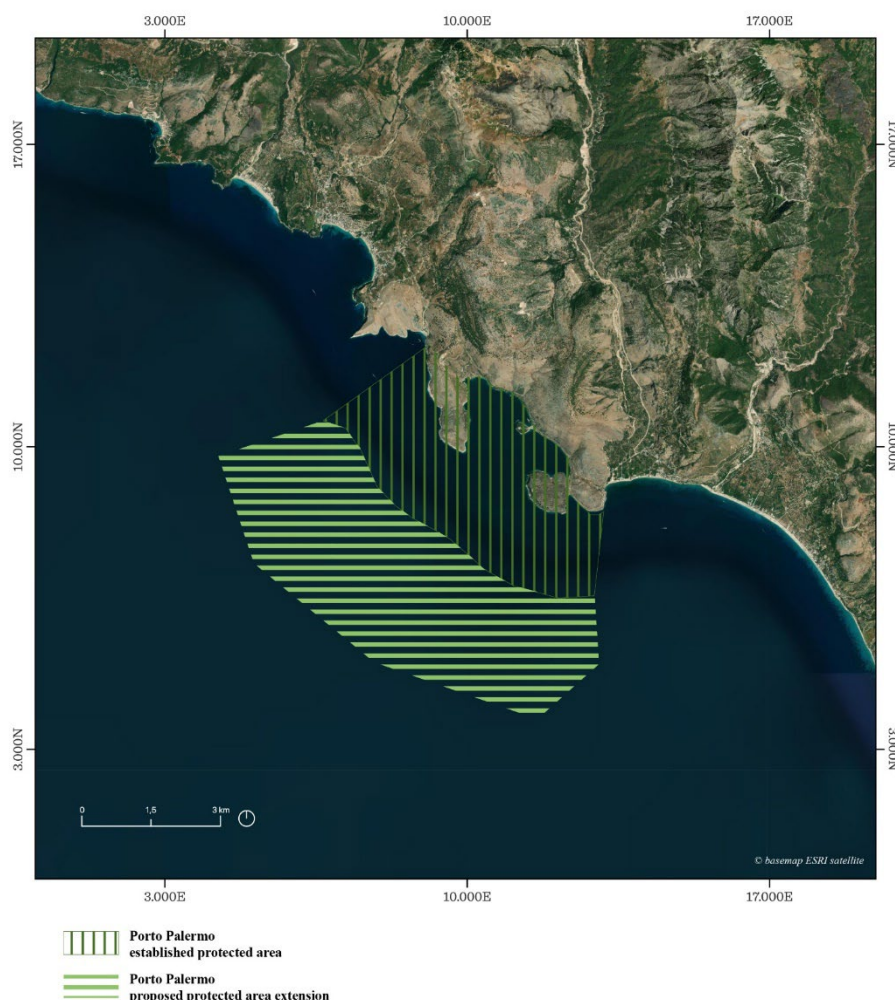 3.000E 10.000E 17.000E
17.000N 17.000N
10.000N 10.000N
3.000N 3.000N
0 1,5 3 km
© basemap ESRI satellite
3.000E 10.000E 17.000E
Porto Palermo
established protected area
Porto Palermo
proposed protected area extension